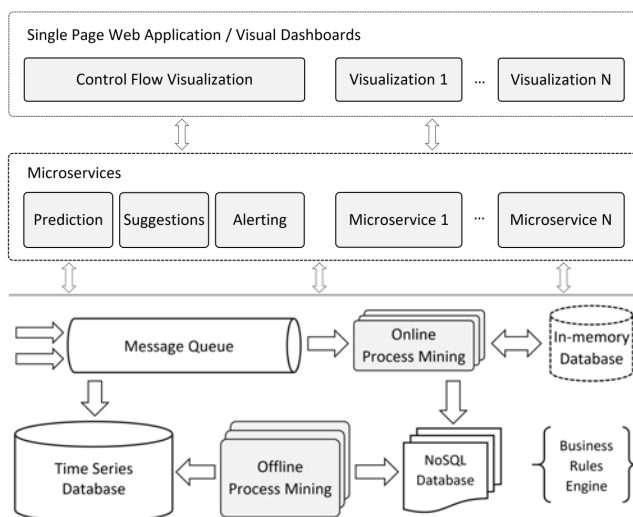 Single Page Web Application / Visual Dashboards
Control Flow Visualization
Visualization 1
...
Visualization N
Microservices
Prediction
Suggestions
Alerting
Microservice 1
...
Microservice N
Message Queue
Online
Process Mining
In-memory
Database
Time Series
Database
Offline
Process Mining
NoSQL
Database
Business
Rules
Engine